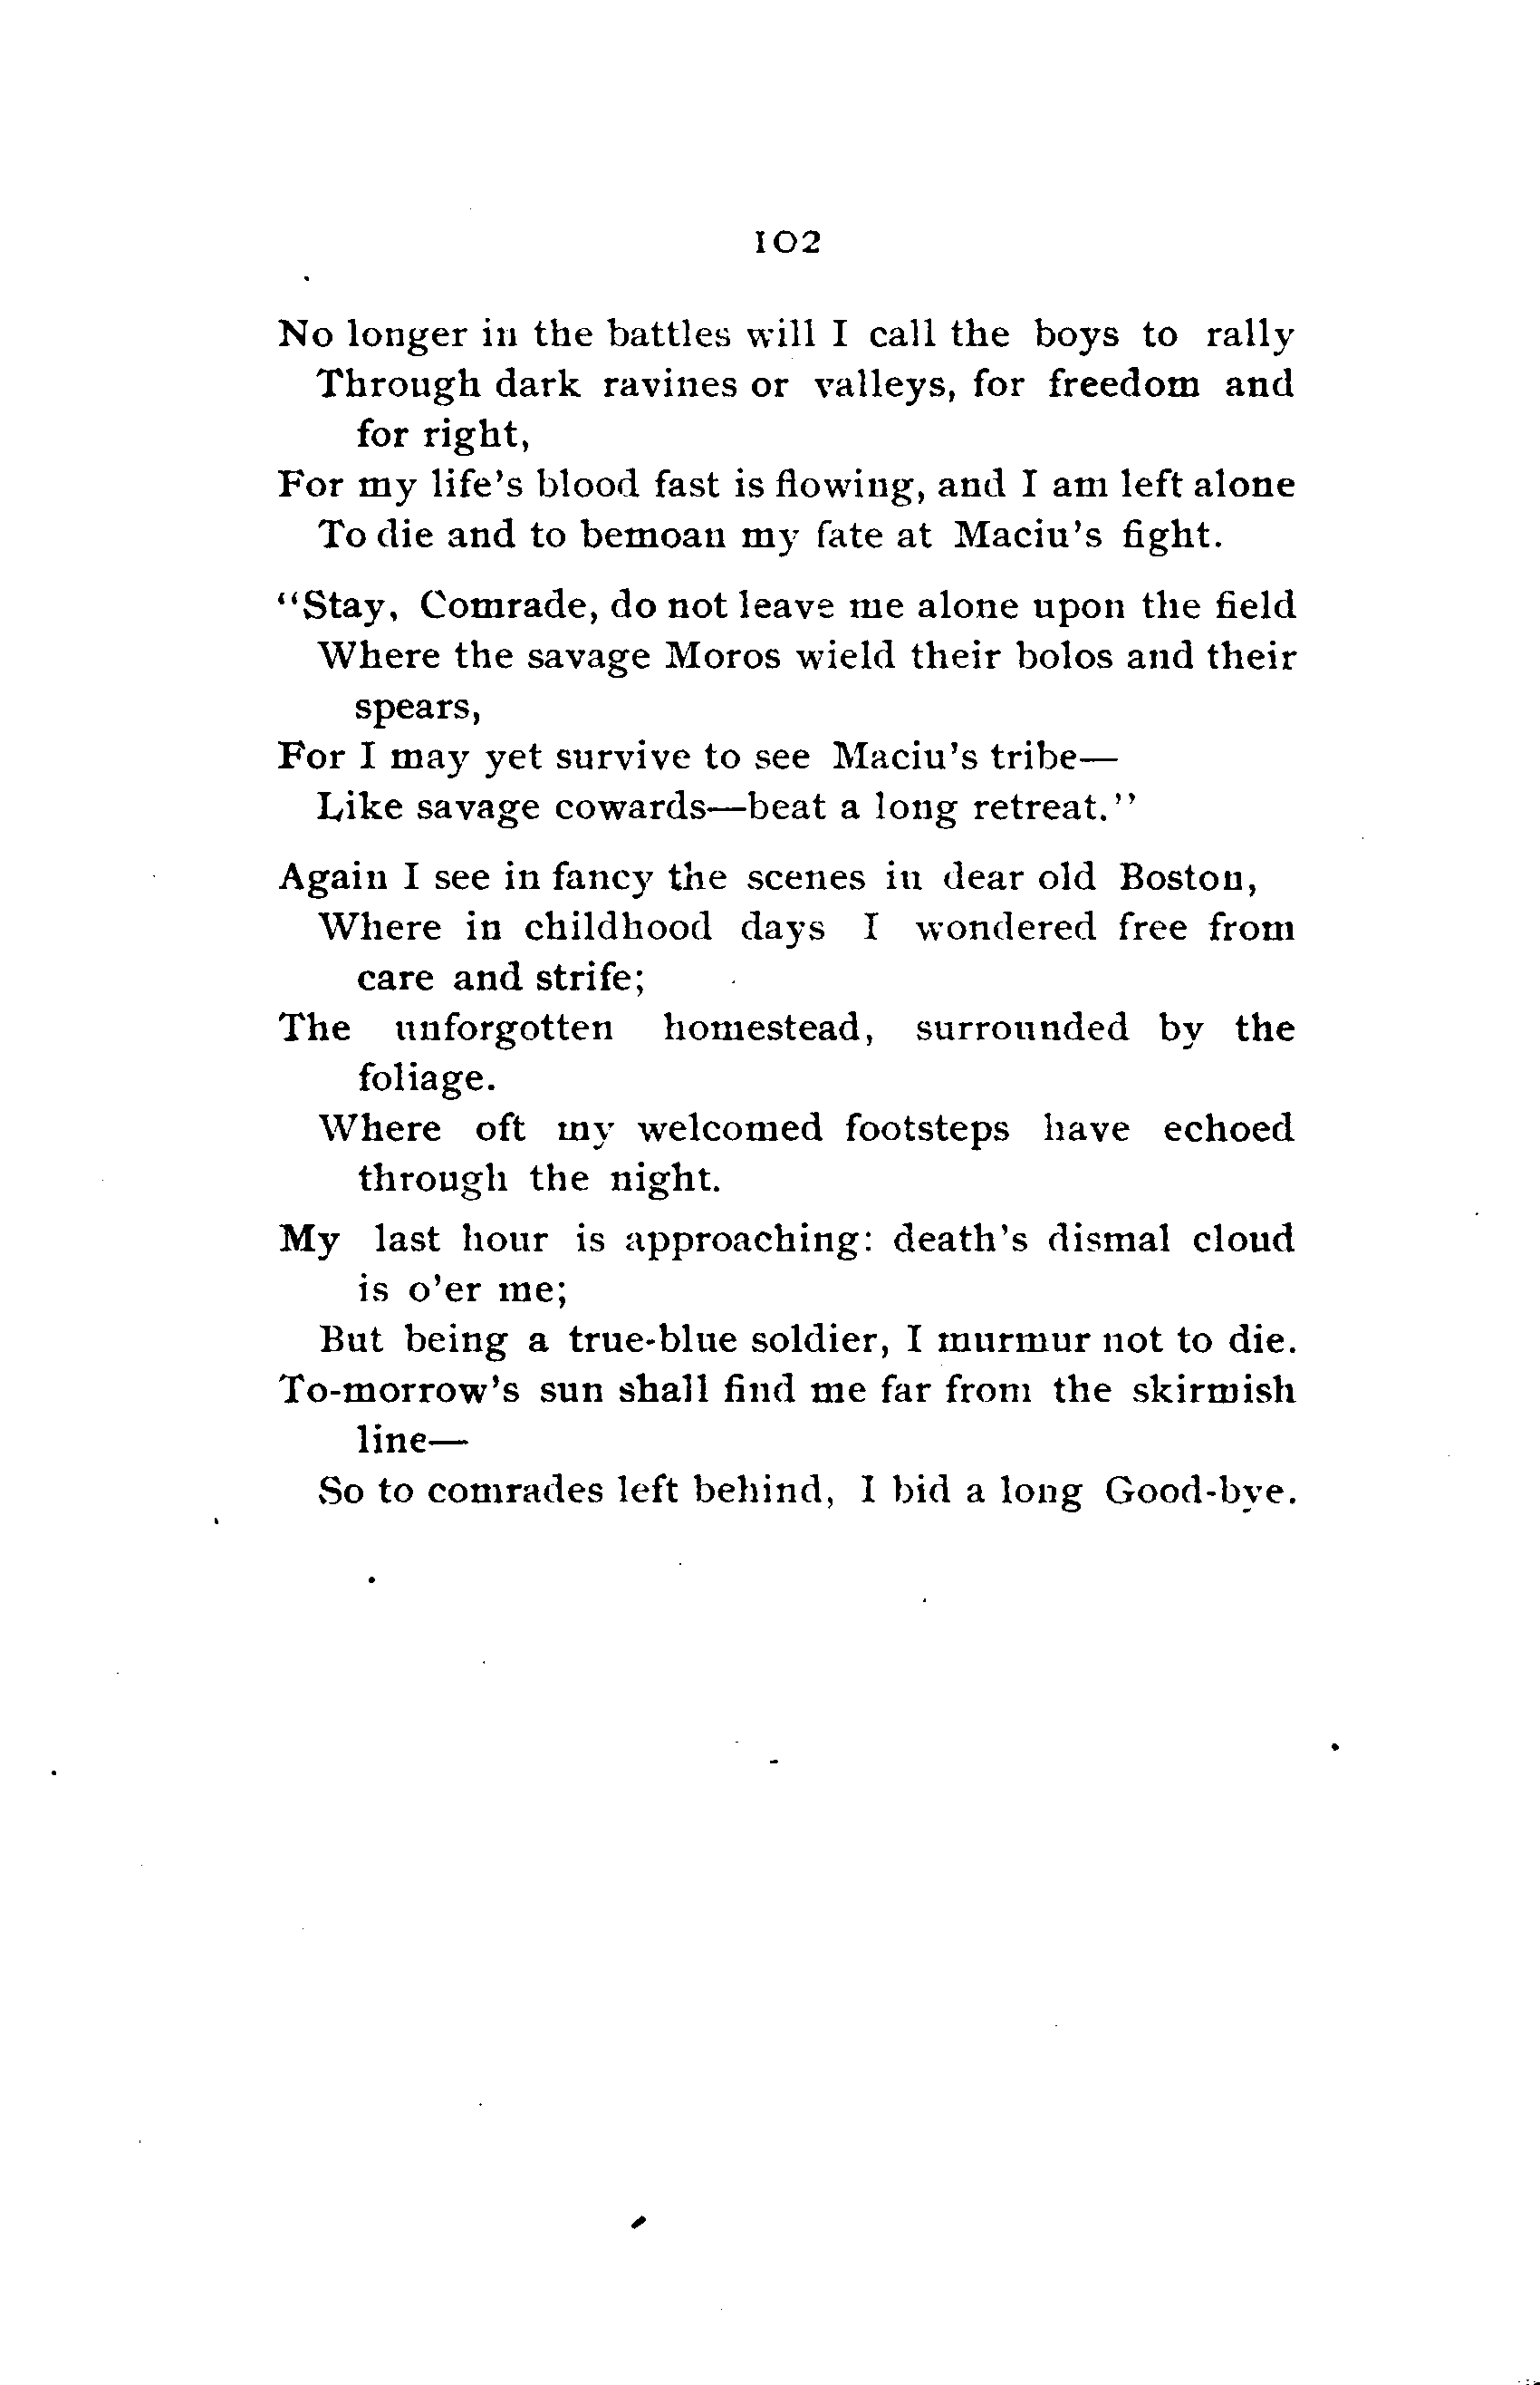 102
No longer in the battles will I call the boys to rally
Through dark ravines or valleys, for freedom and
for right,
For my life's blood fast is flowing, and I am left alone
To die and to bemoan my fate at Maciu's fight.
"Stay, Comrade, do not leave me alone upon the field
Where the savage Moros wield their bolos and their
spears,
For I may yet survive to see Maciu's tribe—
Like savage cowards—beat a long retreat."
Again I see in fancy the scenes in dear old Boston,
Where in childhood days I wondered free from
care and strife;
The unforgotten homestead, surrounded by the
foliage.
Where oft my welcomed footsteps have echoed
through the night.
My last hour is approaching: death's dismal cloud
is o'er me;
But being a true-blue soldier, I murmur not to die.
To-morrow's sun shall find me far from the skirmish
line—
So to comrades left behind, I bid a long Good-bye.